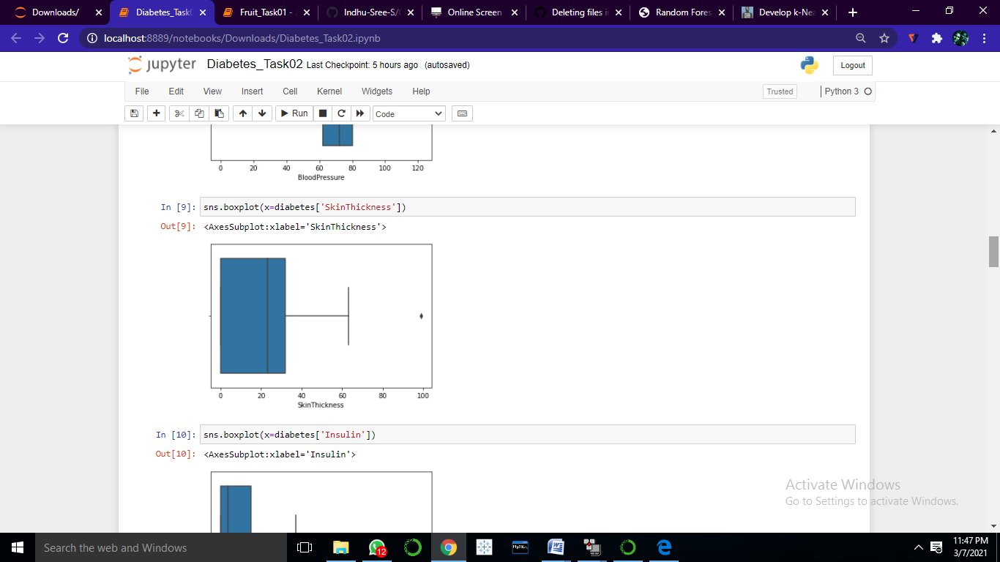 Downloads/
Diabetes_Task
Fruit_Task01 -
Indhu-Sree-S/
Online Screen
Deleting files i
Random Fores
Develop k-Nea
localhost:8889/notebooks/Downloads/Diabetes_Task02.ipynb
jupyter Diabetes_Task02 Last Checkpoint: 5 hours ago (autosaved)
Logout
File Edit View Insert Cell Kernel Widgets Help
Trusted
Python 3
Run
Code
0 20 40 60 80 100 120
BloodPressure
In [9]: sns.boxplot(x=diabetes['SkinThickness'])
Out[9]: <AxesSubplot:xlabel='SkinThickness'>
0 20 40 60 80 100
SkinThickness
In [10]: sns.boxplot(x=diabetes['Insulin'])
Out[10]: <AxesSubplot:xlabel='Insulin'>
Activate Windows
Go to Settings to activate Windows.
Search the web and Windows
12
MySQL
11:47 PM
3/7/2021